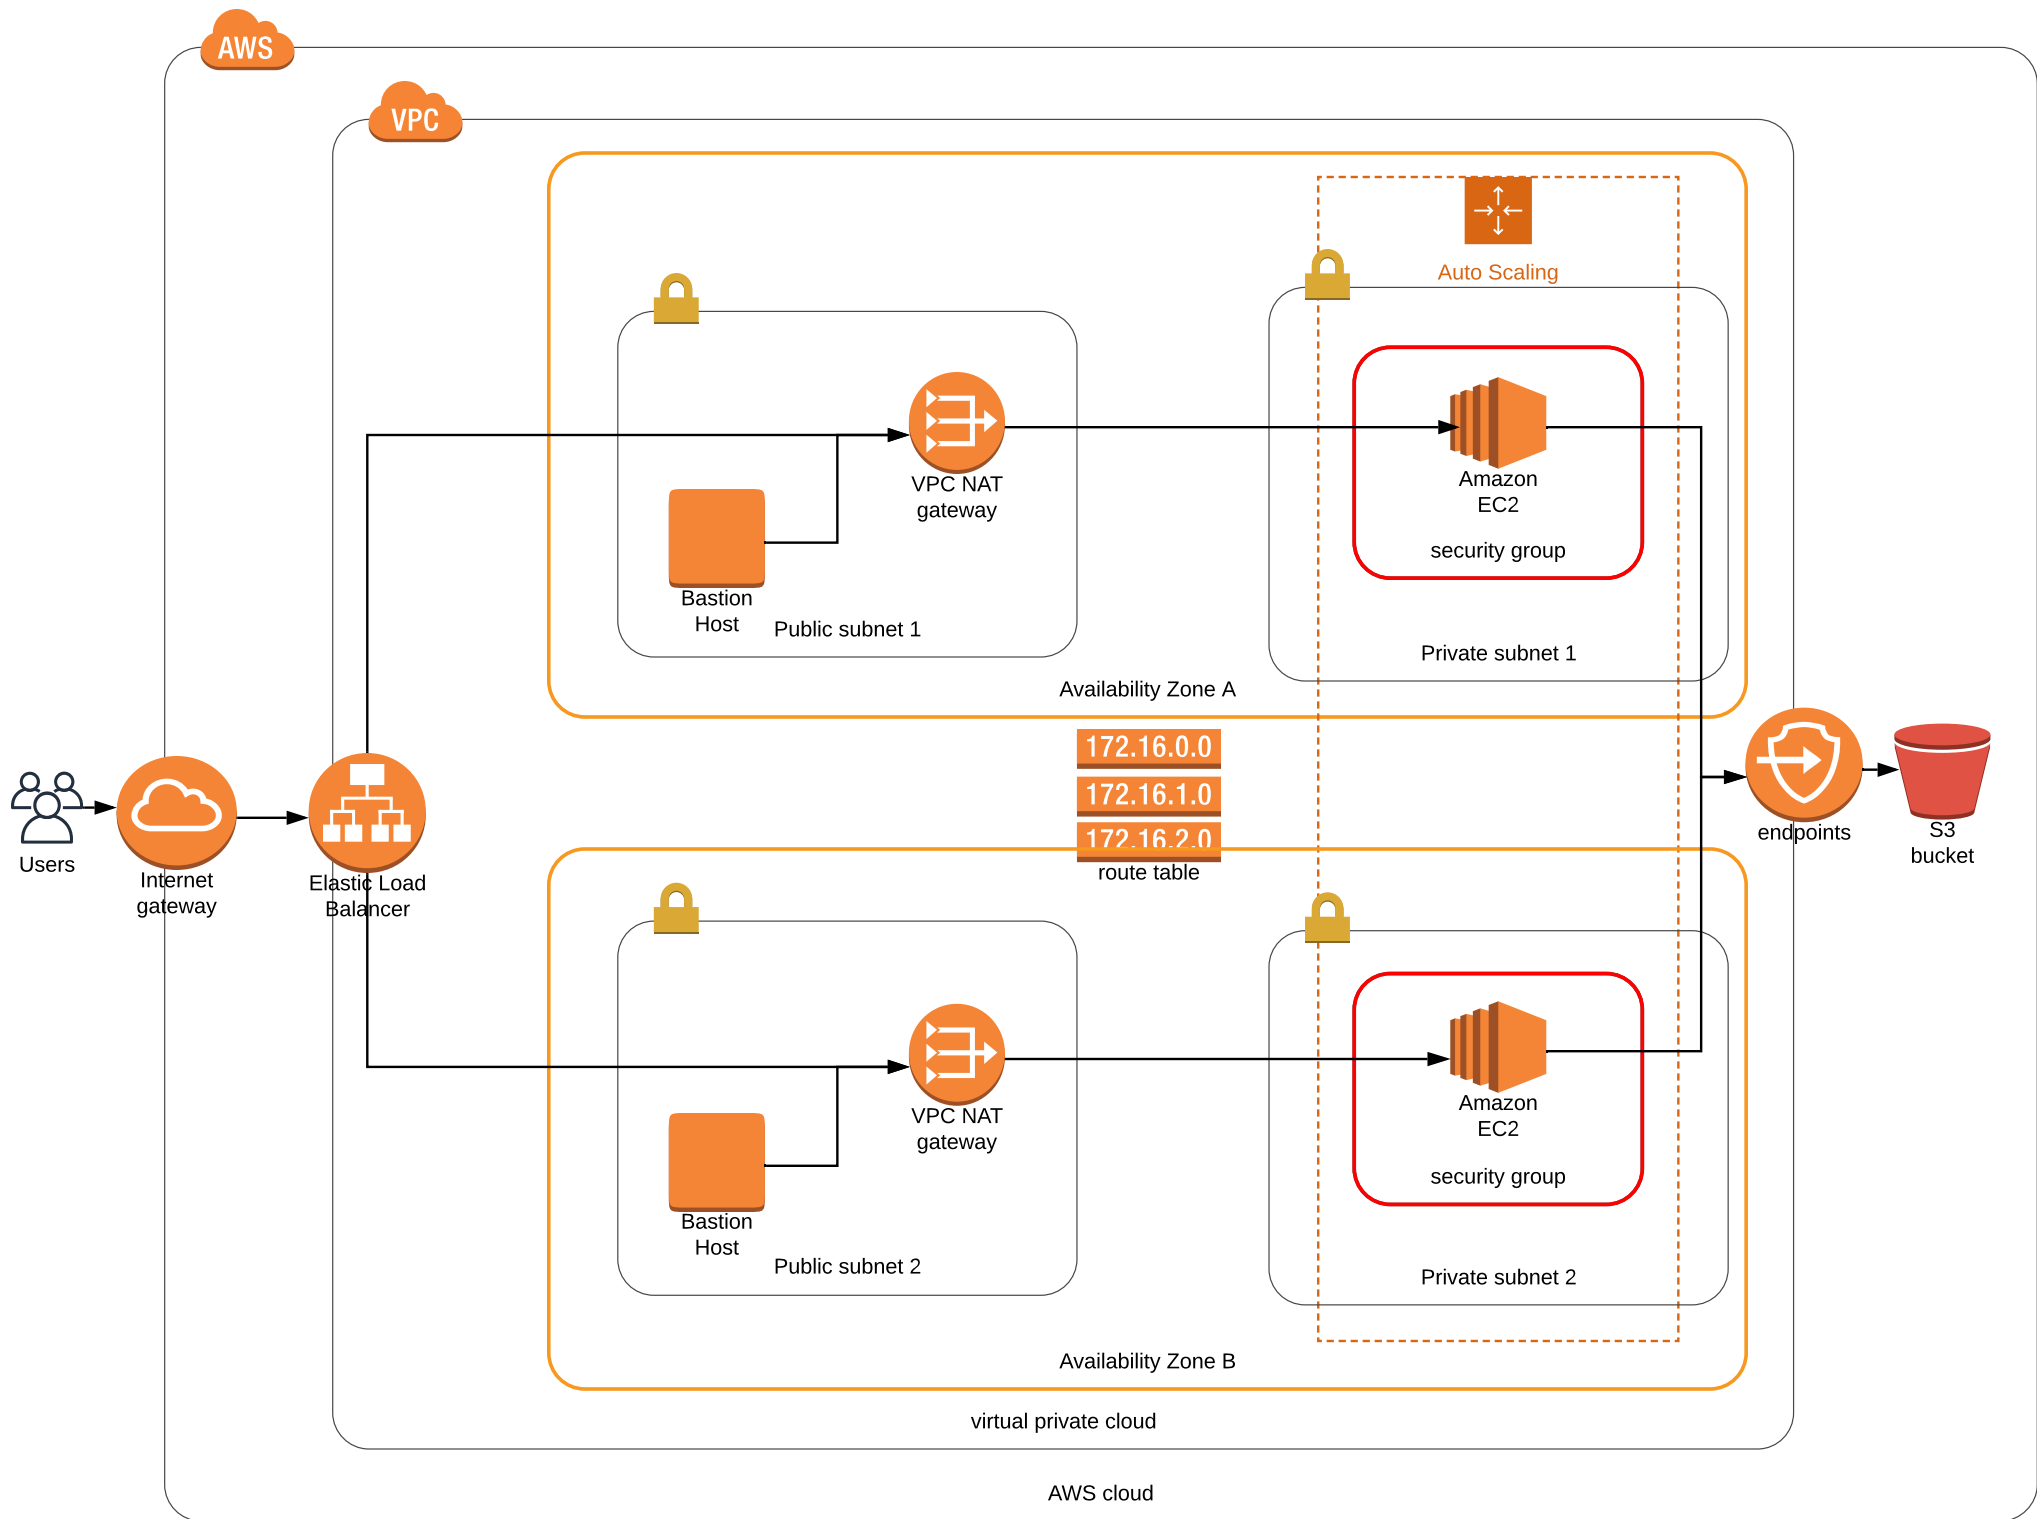 AWS
VPC
Auto Scaling
VPC NAT
gateway
Amazon
EC2
security group
Bastion
Host
Public subnet 1
Private subnet 1
Availability Zone A
172.16.0.0
172.16.1.0
172.16.2.0
route table
Users
Internet
gateway
Elastic Load
Balancer
endpoints
S3
bucket
VPC NAT
gateway
Amazon
EC2
security group
Bastion
Host
Public subnet 2
Private subnet 2
Availability Zone B
virtual private cloud
AWS cloud